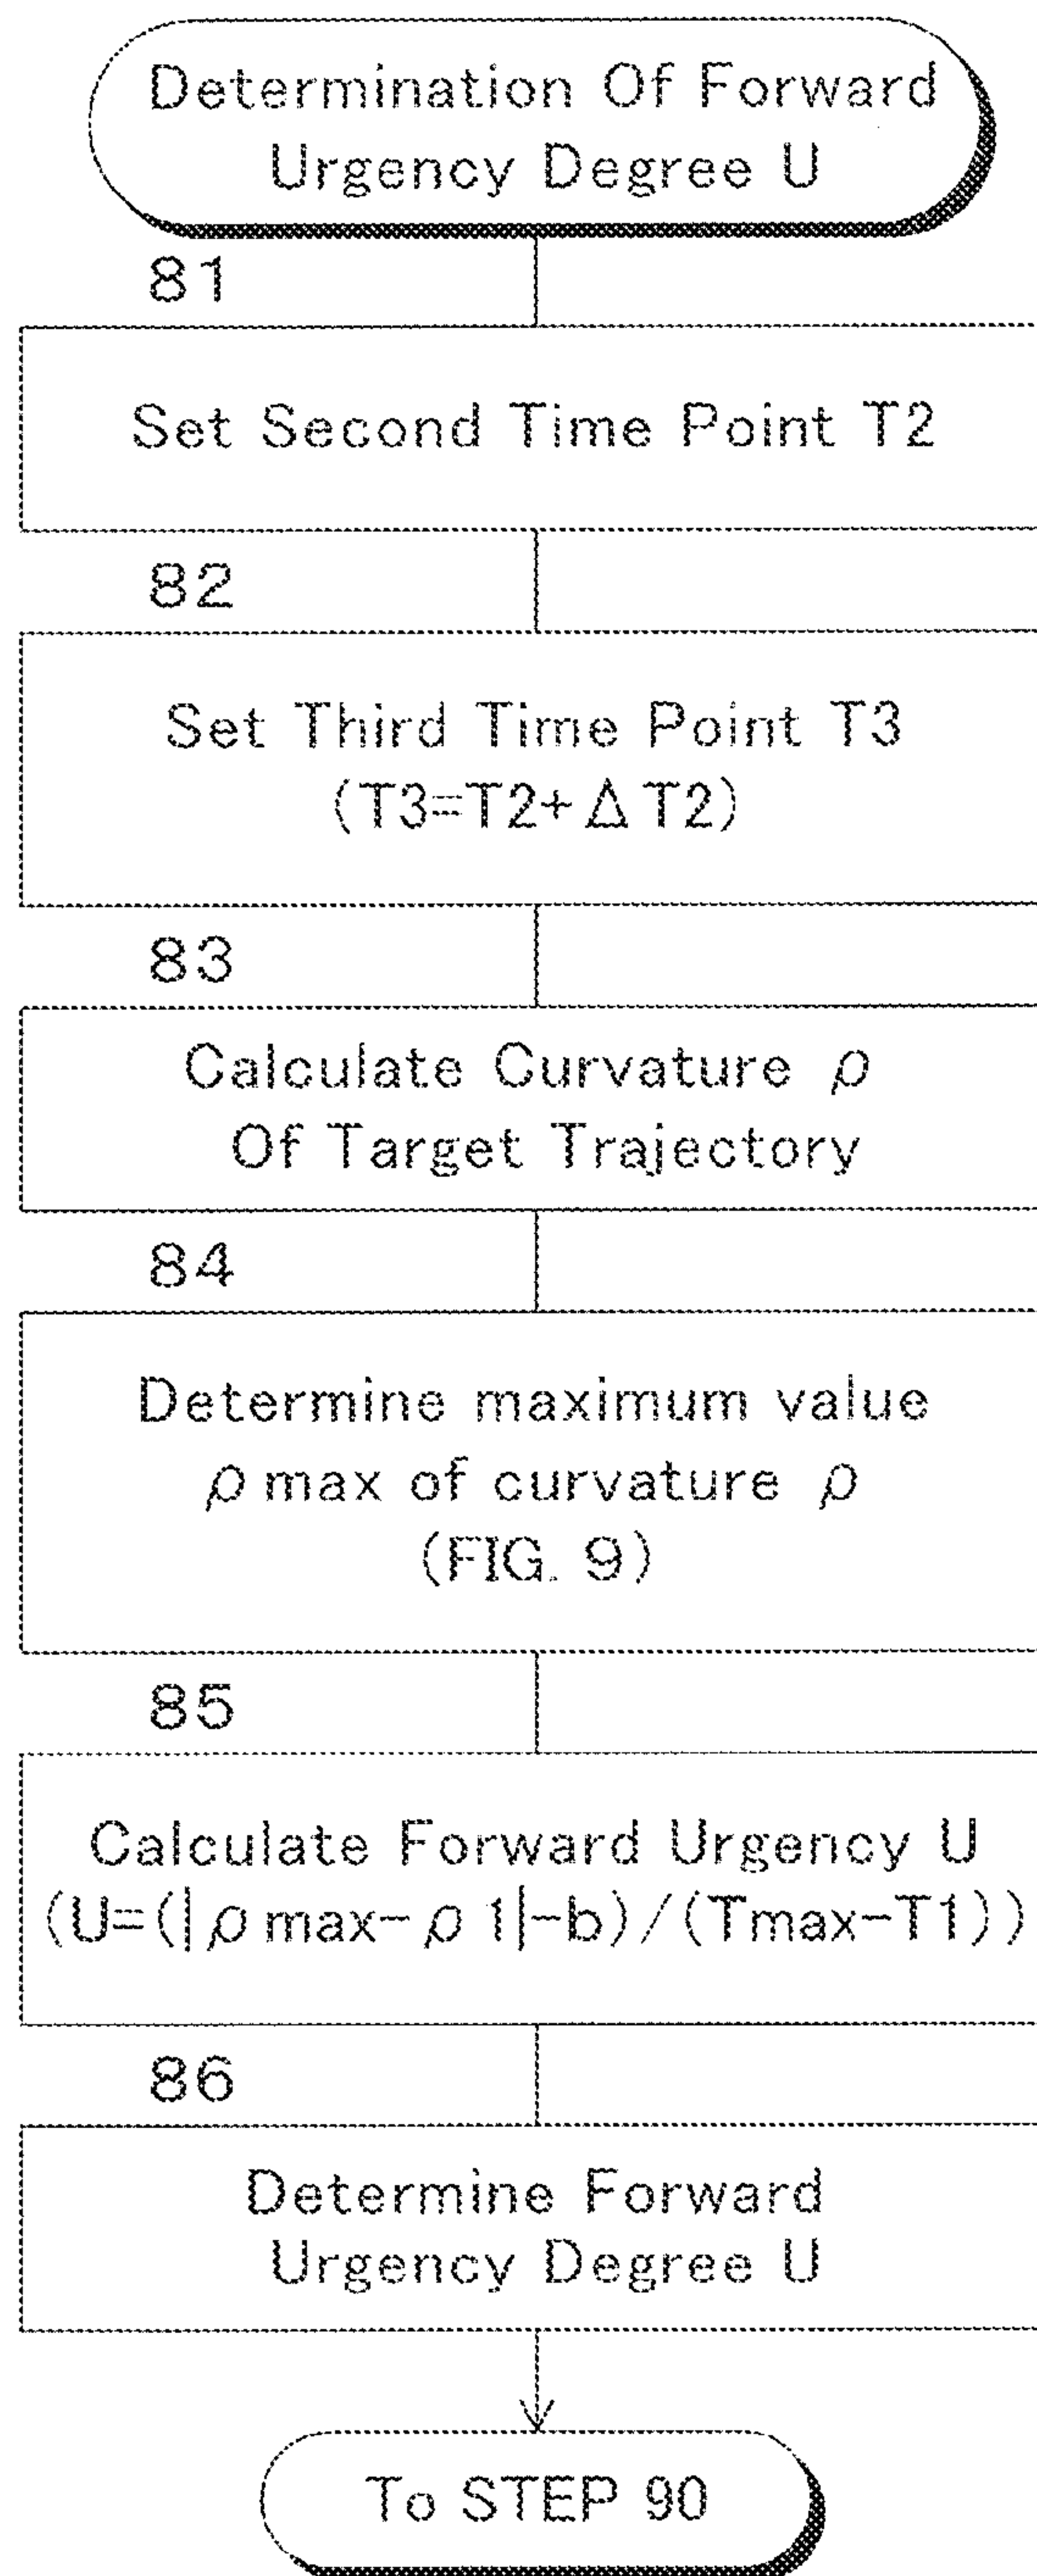 Determination Of Forward
Urgency Degree U
81
Set Second Time Point T2
82
Set Third Time Point T3
(T3=T2+Δ T2)
83
Calculate Curvature ρ
Of Target Trajectory
84
Determine maximum value
ρ max of curvature ρ
(FIG. 9)
85
Calculate Forward Urgency U
(U=(|ρ max-ρ 1|-b)/(Tmax-T1))
86
Determine Forward
Urgency Degree U
To STEP 90